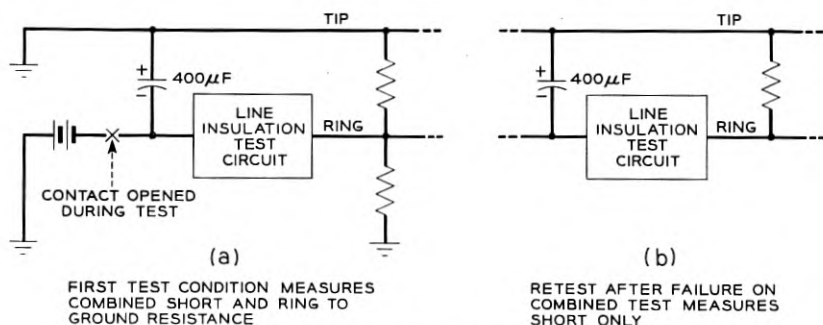 TIP
+
400μF
-
LINE
INSULATION
TEST
CIRCUIT
RING
CONTACT OPENED
DURING TEST
(a)
FIRST TEST CONDITION MEASURES
COMBINED SHORT AND RING TO
GROUND RESISTANCE
TIP
+
400μF
-
LINE
INSULATION
TEST
CIRCUIT
RING
(b)
RETEST AFTER FAILURE ON
COMBINED TEST MEASURES
SHORT ONLY